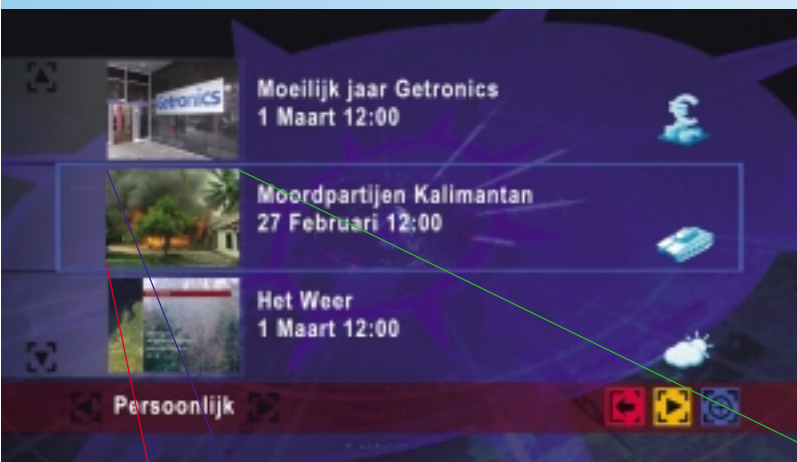 Getronics
Moeilijk jaar Getronics
1 Maart 12:00
Moordpartijen Kalimantan
27 Februari 12:00
Het Weer
1 Maart 12:00
Persoonlijk